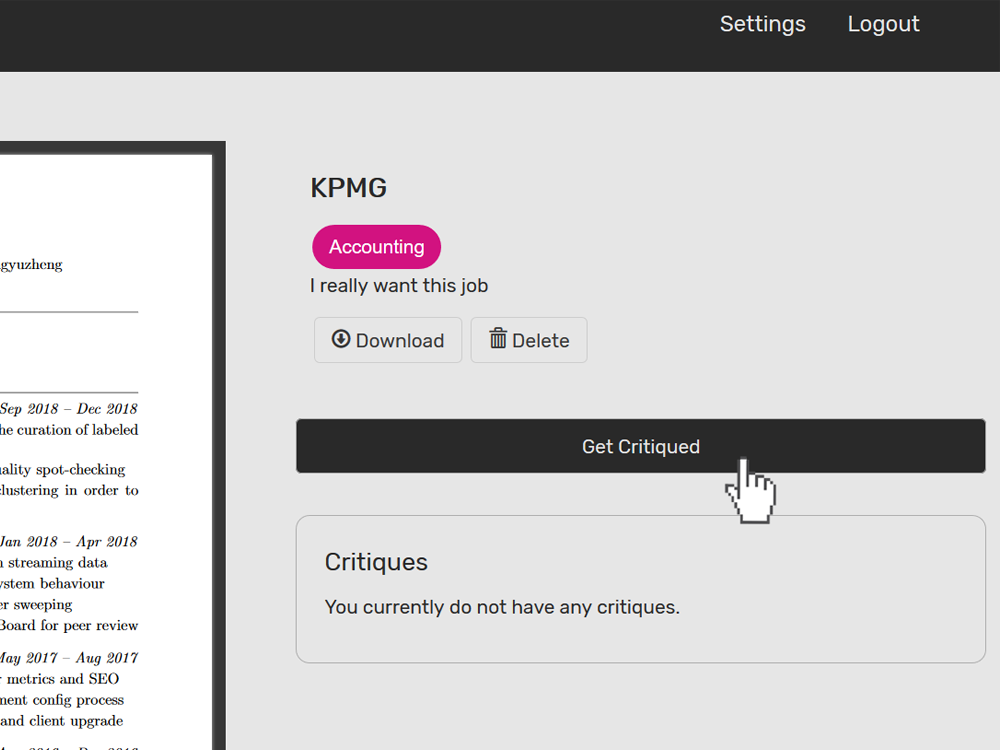 Settings Logout
KPMG
Accounting
I really want this job
Download Delete
Get Critiqued
Critiques
You currently do not have any critiques.
gyuzheng
Sep 2018 – Dec 2018
he curation of labeled
ality spot-checking
lustering in order to
Jan 2018 – Apr 2018
streaming data
ystem behaviour
er sweeping
Board for peer review
May 2017 – Aug 2017
metrics and SEO
ment config process
and client upgrade